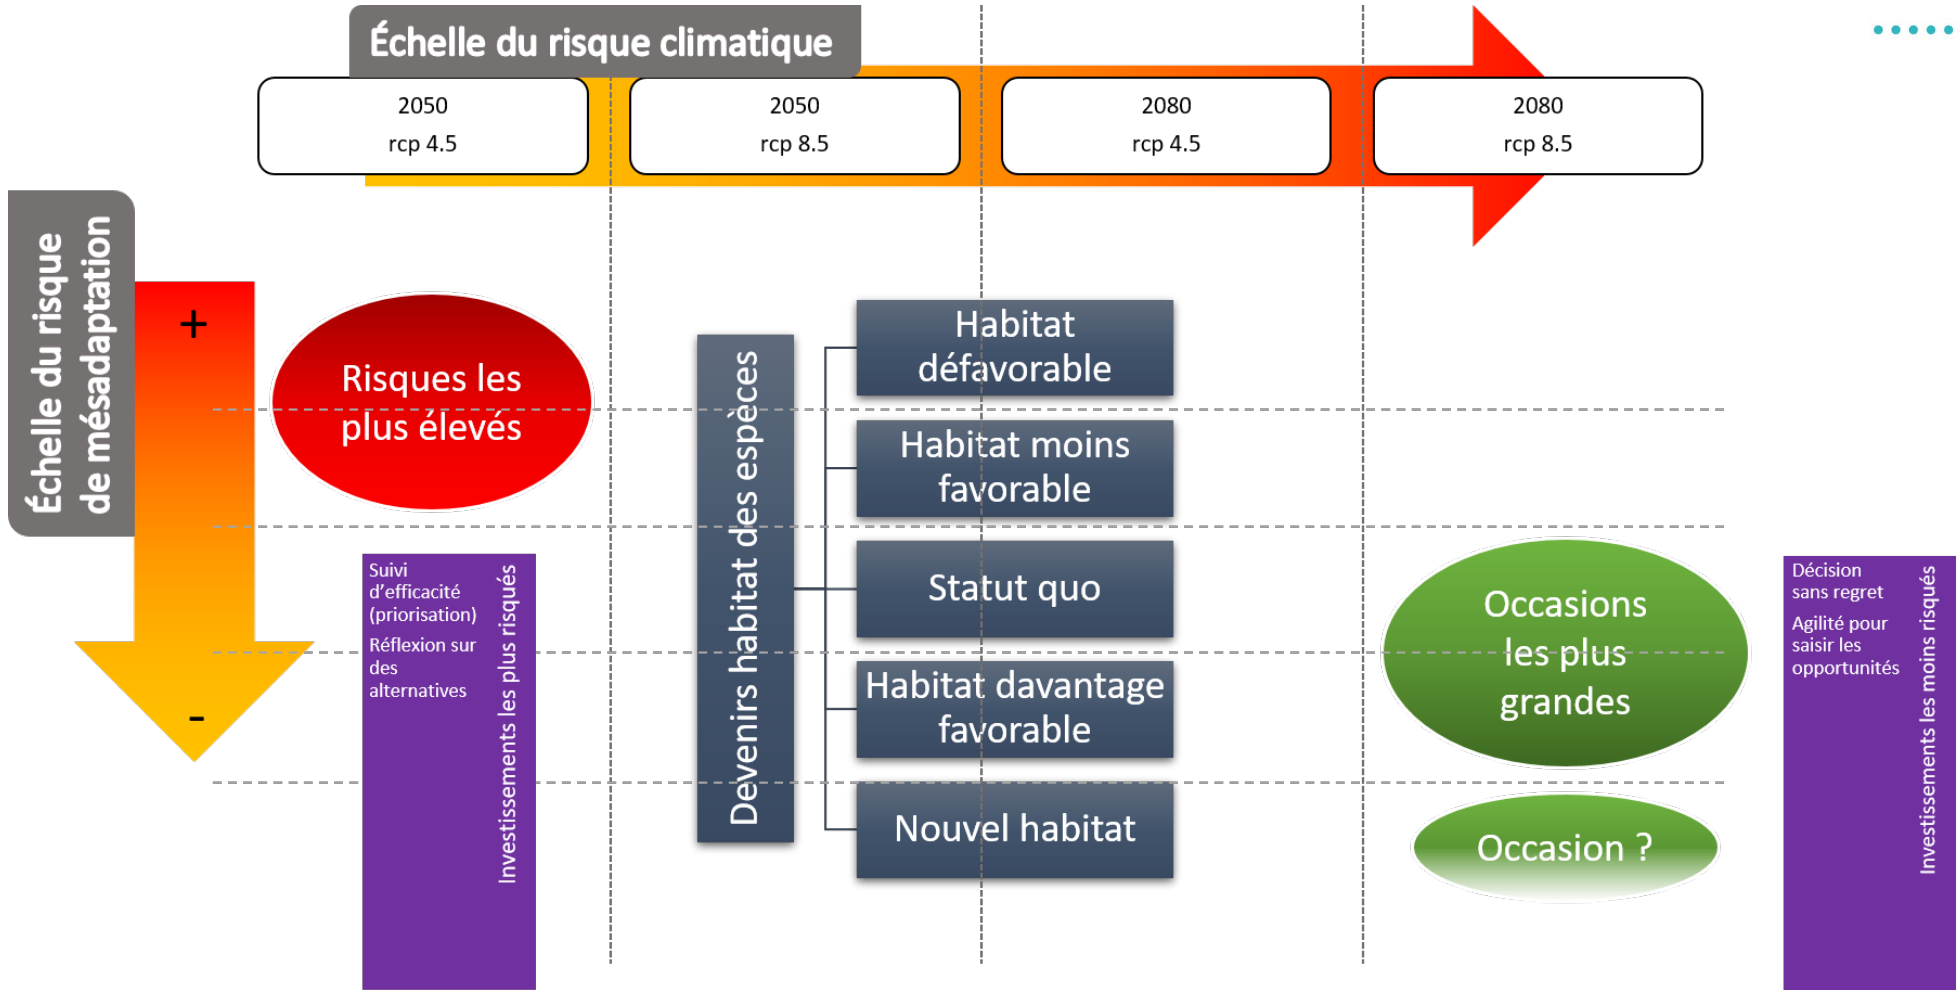 Échelle du risque climatique
2050
rcp 4.5
2050
rcp 8.5
2080
rcp 4.5
2080
rcp 8.5
Échelle du risque
de mésadaptation
+
-
Risques les
plus élevés
Suivi
d'efficacité
(priorisation)
Réflexion sur
des
alternatives
Investissements les plus risqués
Devenirs habitat des espèces
Habitat
défavorable
Habitat moins
favorable
Statut quo
Habitat davantage
favorable
Nouvel habitat
Occasions
les plus
grandes
Occasion ?
Décision
sans regret
Agilité pour
saisir les
opportunités
Investissements les moins risqués